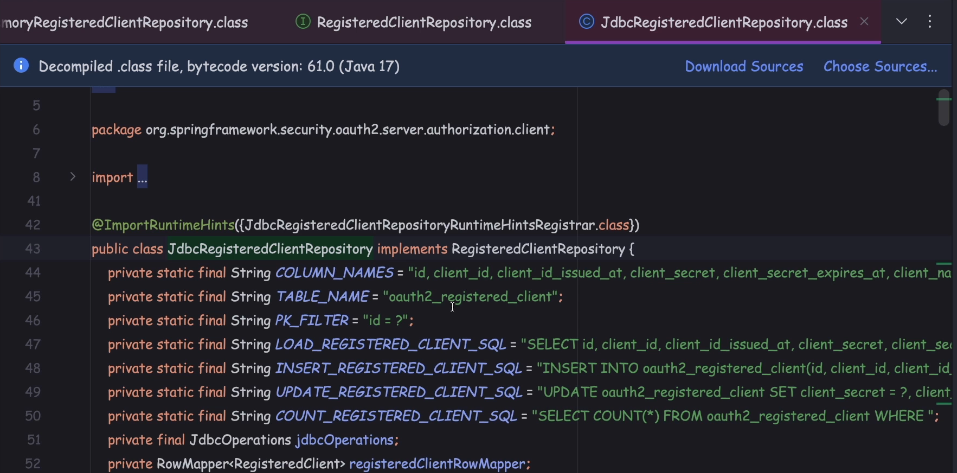 moryRegisteredClientRepository.class RegisteredClientRepository.class JdbcRegisteredClientRepository.class
Decompiled .class file, bytecode version: 61.0 (Java 17) Download Sources Choose Sources...
5
6 package org.springframework.security.oauth2.server.authorization.client;
7
8 import ...
41
42 @ImportRuntimeHints({JdbcRegisteredClientRepositoryRuntimeHintsRegistrar.class})
43 public class JdbcRegisteredClientRepository implements RegisteredClientRepository {
44 private static final String COLUMN_NAMES = "id, client_id, client_id_issued_at, client_secret, client_secret_expires_at, client_na
45 private static final String TABLE_NAME = "oauth2_registered_client";
46 private static final String PK_FILTER = "id = ?";
47 private static final String LOAD_REGISTERED_CLIENT_SQL = "SELECT id, client_id, client_id_issued_at, client_secret, client_sec
48 private static final String INSERT_REGISTERED_CLIENT_SQL = "INSERT INTO oauth2_registered_client(id, client_id, client_id_
49 private static final String UPDATE_REGISTERED_CLIENT_SQL = "UPDATE oauth2_registered_client SET client_secret = ?, client_
50 private static final String COUNT_REGISTERED_CLIENT_SQL = "SELECT COUNT(*) FROM oauth2_registered_client WHERE ";
51 private final JdbcOperations jdbcOperations;
52 private RowMapper<RegisteredClient> registeredClientRowMapper;